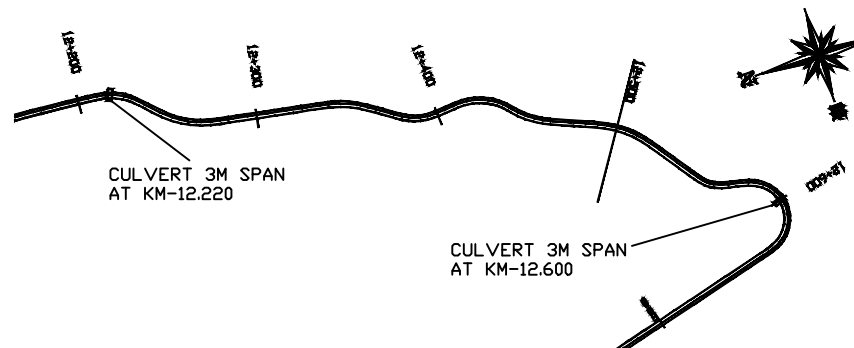 12+200
12+300
12+400
12+500
12+600
CULVERT 3M SPAN
AT KM-12.220
CULVERT 3M SPAN
AT KM-12.600